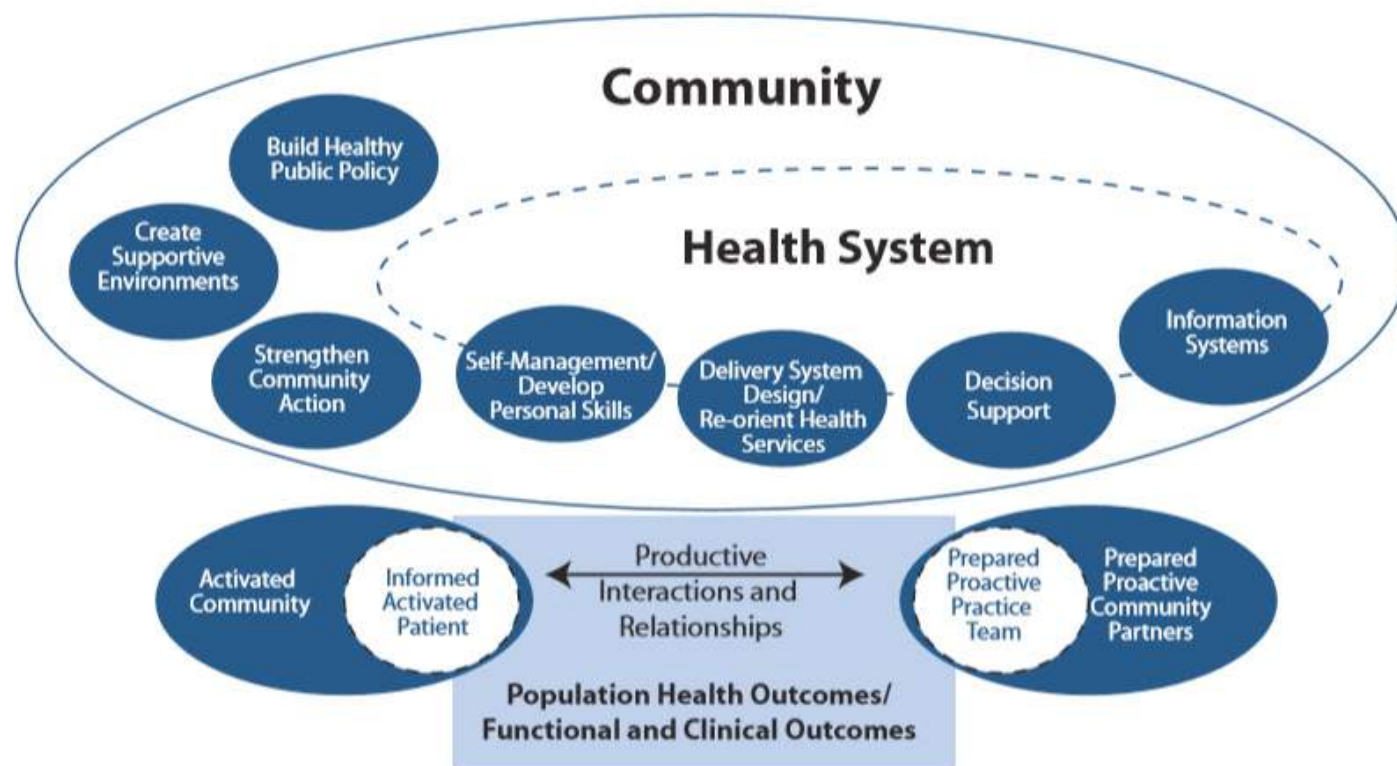 Community
Build Healthy
Public Policy
Health System
Create
Supportive
Environments
Strengthen
Community
Action
Self-Management/
Develop
Personal Skills
Delivery System
Design/
Re-orient Health
Services
Decision
Support
Information
Systems
Activated
Community
Informed
Activated
Patient
Productive
Interactions and
Relationships
Prepared
Proactive
Practice
Team
Prepared
Proactive
Community
Partners
Population Health Outcomes/
Functional and Clinical Outcomes